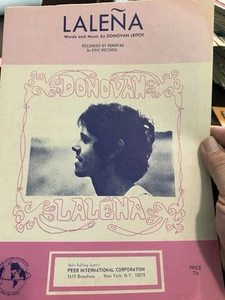 LALEÑA
Words and Music by DONOVAN LEITCH
RECORDED BY DONOVAN
On EPIC RECORDS
DONOVAN
LALENA
Sole Selling Agent:
PEER INTERNATIONAL CORPORATION
1619 Broadway New York, N.Y. 10019
PRICE